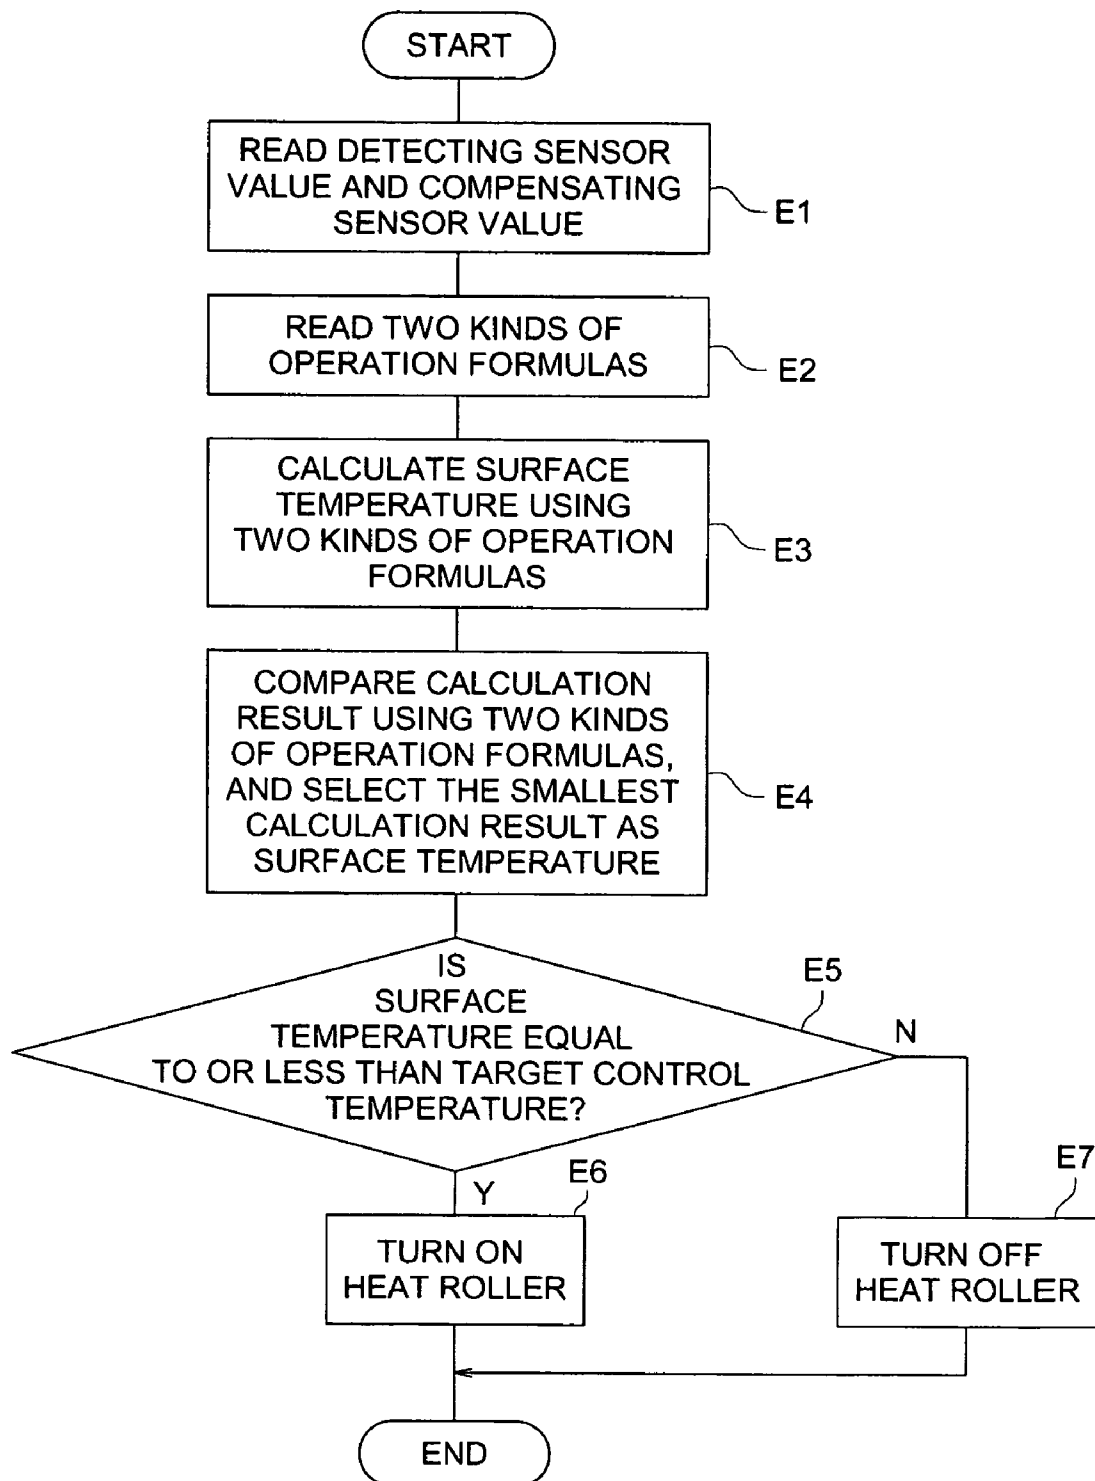 START
READ DETECTING SENSOR
VALUE AND COMPENSATING
SENSOR VALUE
E1
READ TWO KINDS OF
OPERATION FORMULAS
E2
CALCULATE SURFACE
TEMPERATURE USING
TWO KINDS OF OPERATION
FORMULAS
E3
COMPARE CALCULATION
RESULT USING TWO KINDS
OF OPERATION FORMULAS,
AND SELECT THE SMALLEST
CALCULATION RESULT AS
SURFACE TEMPERATURE
E4
IS
SURFACE
TEMPERATURE EQUAL
TO OR LESS THAN TARGET CONTROL
TEMPERATURE?
E5
N
Y
E6
TURN ON
HEAT ROLLER
E7
TURN OFF
HEAT ROLLER
END